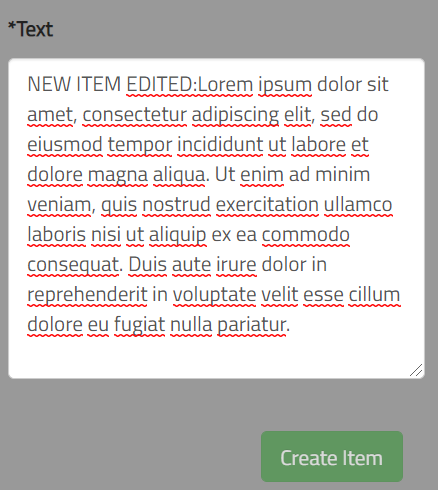 *Text
NEW ITEM EDITED:Lorem ipsum dolor sit
amet, consectetur adipiscing elit, sed do
eiusmod tempor incididunt ut labore et
dolore magna aliqua. Ut enim ad minim
veniam, quis nostrud exercitation ullamco
laboris nisi ut aliquip ex ea commodo
consequat. Duis aute irure dolor in
reprehenderit in voluptate velit esse cillum
dolore eu fugiat nulla pariatur.
Create Item